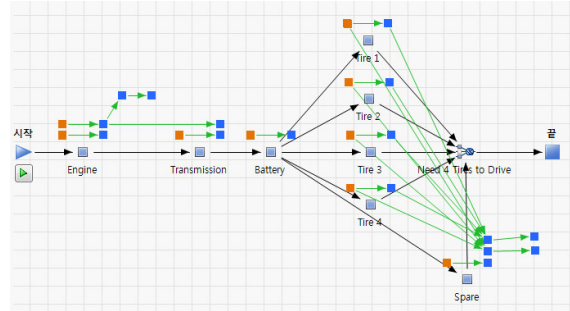 시작
끝
Engine
Transmission
Battery
Tire 1
Tire 2
Tire 3
Tire 4
Need 4 Tires to Drive
Spare